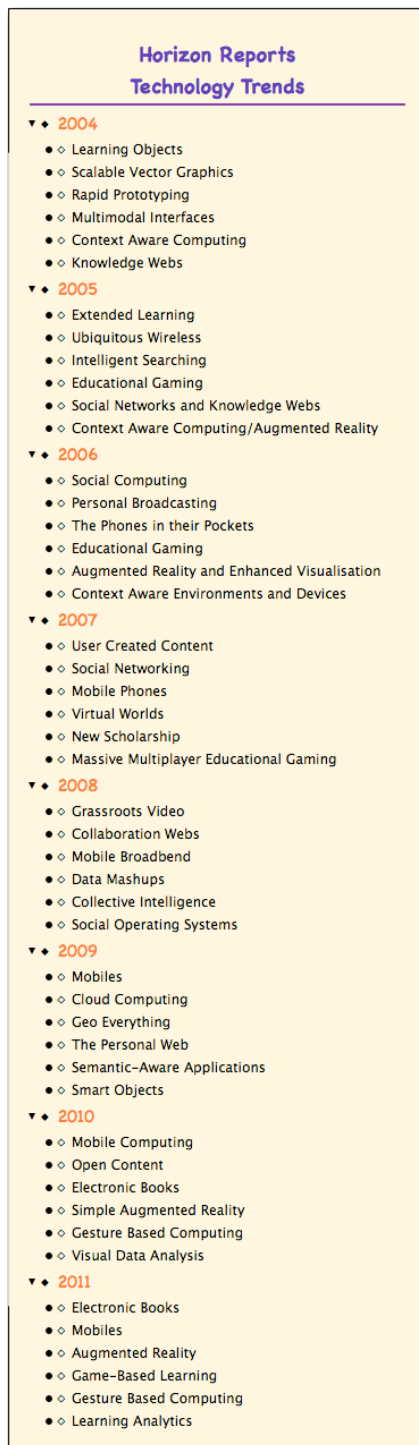 Horizon Reports
Technology Trends
2004
Learning Objects
Scalable Vector Graphics
Rapid Prototyping
Multimodal Interfaces
Context Aware Computing
Knowledge Webs
2005
Extended Learning
Ubiquitous Wireless
Intelligent Searching
Educational Gaming
Social Networks and Knowledge Webs
Context Aware Computing/Augmented Reality
2006
Social Computing
Personal Broadcasting
The Phones in their Pockets
Educational Gaming
Augmented Reality and Enhanced Visualisation
Context Aware Environments and Devices
2007
User Created Content
Social Networking
Mobile Phones
Virtual Worlds
New Scholarship
Massive Multiplayer Educational Gaming
2008
Grassroots Video
Collaboration Webs
Mobile Broadbend
Data Mashups
Collective Intelligence
Social Operating Systems
2009
Mobiles
Cloud Computing
Geo Everything
The Personal Web
Semantic-Aware Applications
Smart Objects
2010
Mobile Computing
Open Content
Electronic Books
Simple Augmented Reality
Gesture Based Computing
Visual Data Analysis
2011
Electronic Books
Mobiles
Augmented Reality
Game-Based Learning
Gesture Based Computing
Learning Analytics